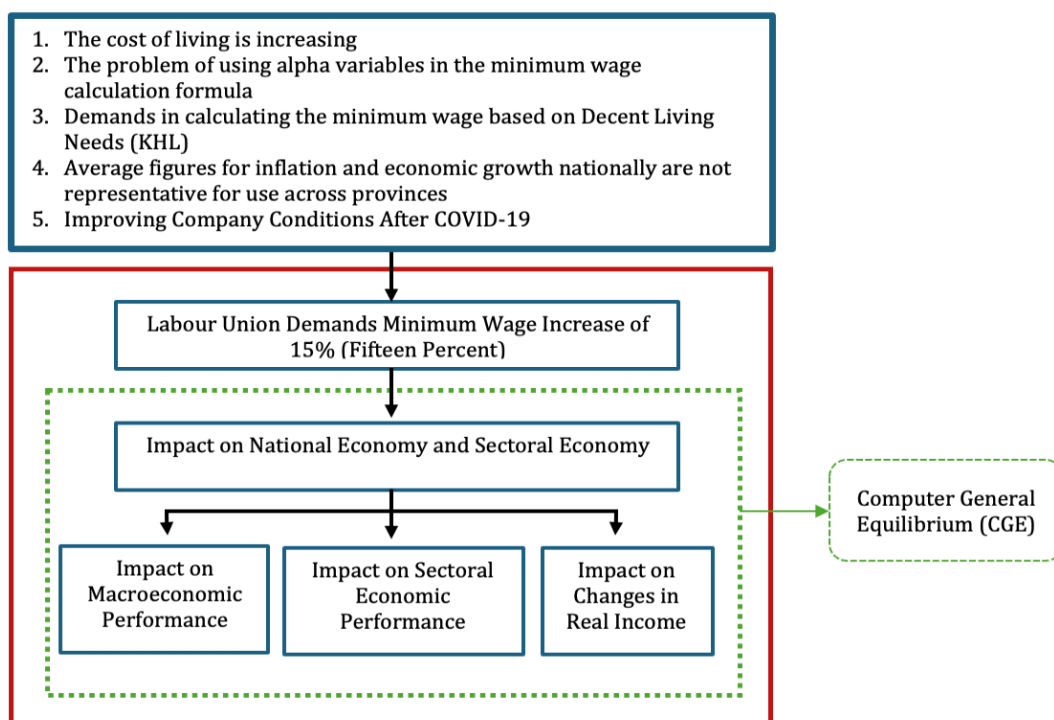 1. The cost of living is increasing
2. The problem of using alpha variables in the minimum wage
calculation formula
3. Demands in calculating the minimum wage based on Decent Living
Needs (KHL)
4. Average figures for inflation and economic growth nationally are not
representative for use across provinces
5. Improving Company Conditions After COVID-19
Labour Union Demands Minimum Wage Increase of
15% (Fifteen Percent)
Impact on National Economy and Sectoral Economy
Impact on
Macroeconomic
Performance
Impact on Sectoral
Economic
Performance
Impact on
Changes in
Real Income
Computer General
Equilibrium (CGE)